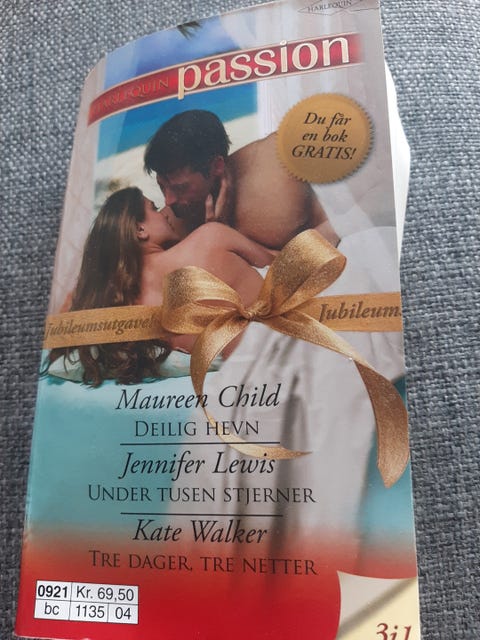 HARLEQUIN
HARLEQUIN passion
Du får
en bok
GRATIS!
Jubileumsutgave!
Jubileums
Maureen Child
DEILIG HEVN
Jennifer Lewis
UNDER TUSEN STJERNER
Kate Walker
TRE DAGER, TRE NETTER
0921 Kr. 69,50
bc 1135 04
3i1